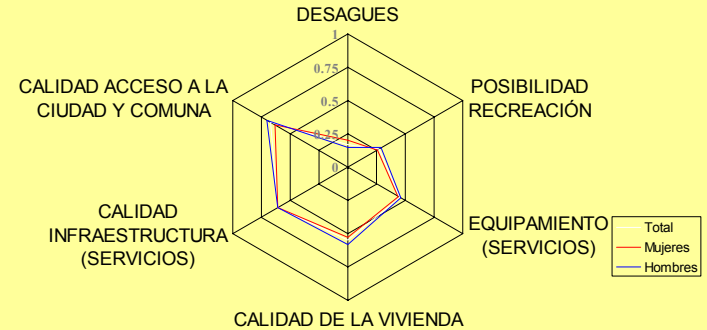 DESAGUES
1
0.75
0.5
0.25
0
CALIDAD ACCESO A LA
CIUDAD Y COMUNA
POSIBILIDAD
RECREACIÓN
CALIDAD
INFRAESTRUCTURA
(SERVICIOS)
EQUIPAMIENTO
(SERVICIOS)
CALIDAD DE LA VIVIENDA
Total
Mujeres
Hombres